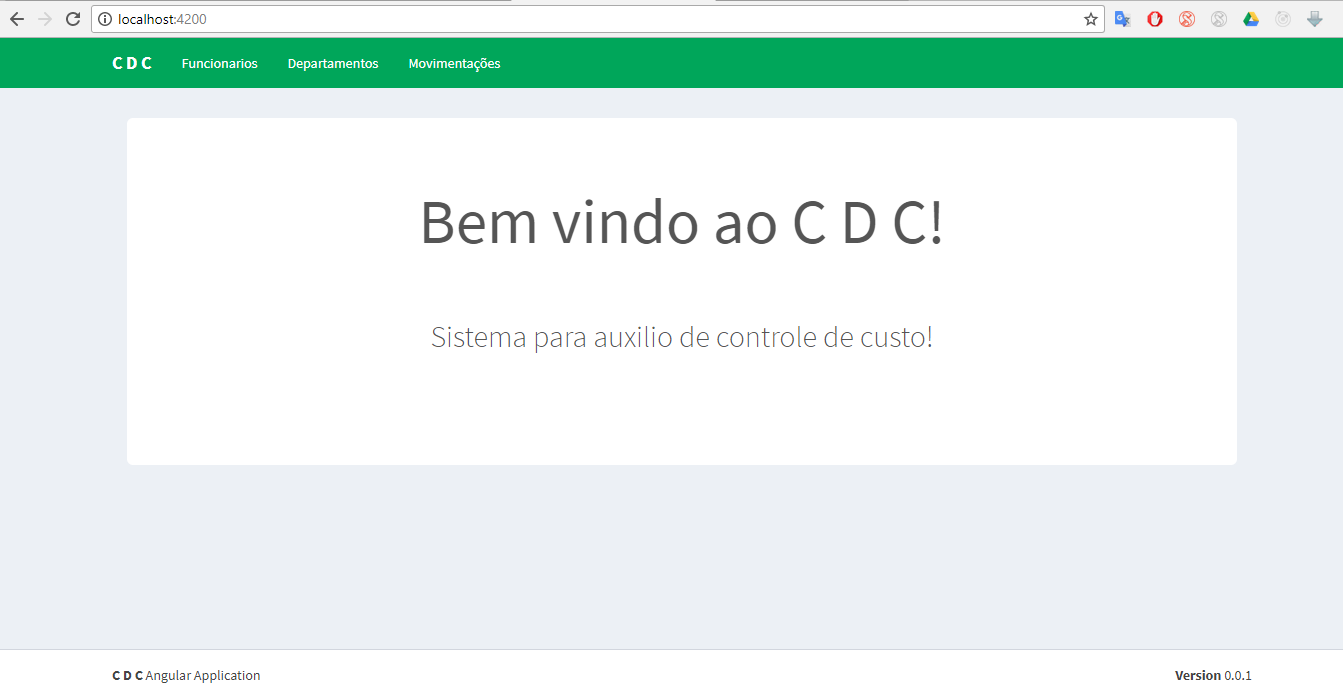 localhost:4200
C D C Funcionarios Departamentos Movimentações
Bem vindo ao C D C!
Sistema para auxilio de controle de custo!
C D C Angular Application Version 0.0.1